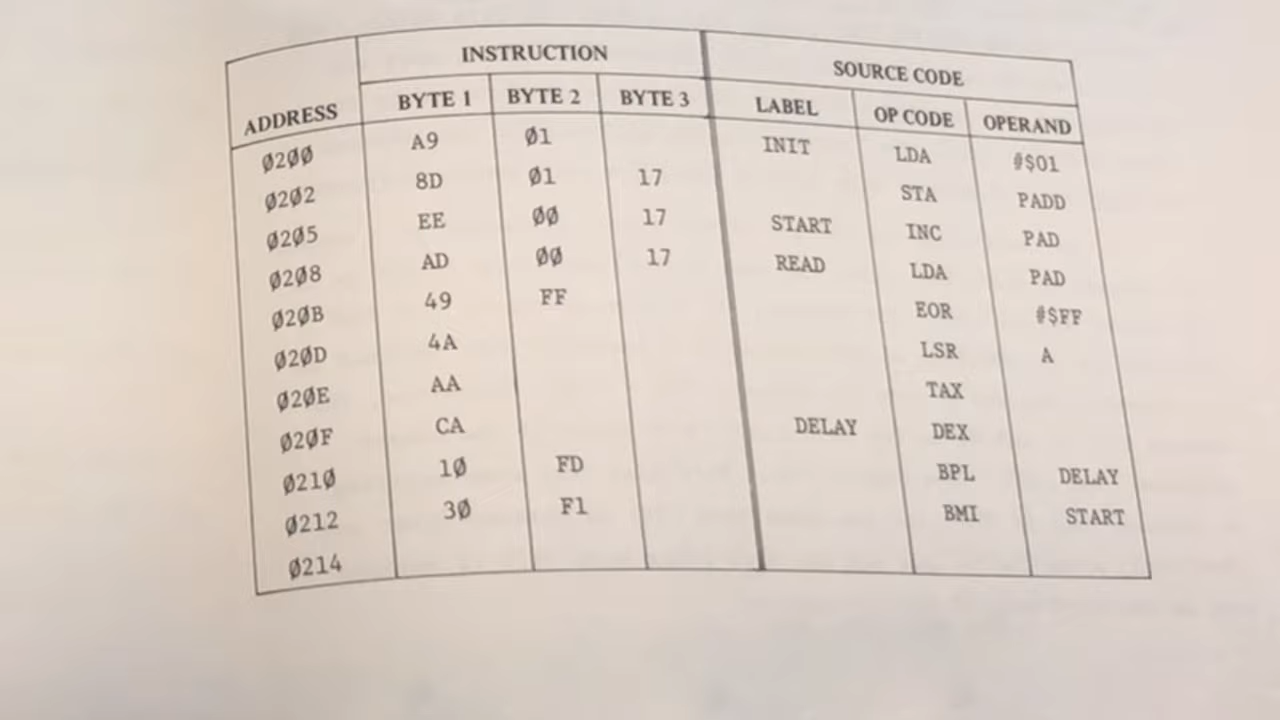 INSTRUCTION SOURCE CODE
ADDRESS BYTE 1 BYTE 2 BYTE 3 LABEL OP CODE OPERAND
Ø2ØØ A9 Ø1 INIT LDA #$01
Ø2Ø2 8D Ø1 17 STA PADD
Ø2Ø5 EE ØØ 17 START INC PAD
Ø2Ø8 AD ØØ 17 READ LDA PAD
Ø2ØB 49 FF EOR #$FF
Ø2ØD 4A LSR A
Ø2ØE AA TAX
Ø2ØF CA DELAY DEX
Ø21Ø 1Ø FD BPL DELAY
Ø212 3Ø F1 BMI START
Ø214